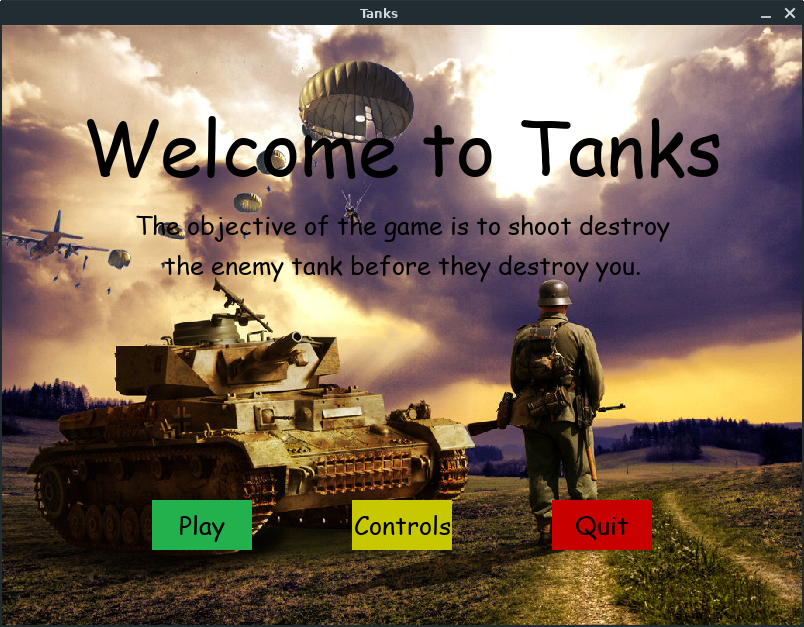 Tanks
Welcome to Tanks
The objective of the game is to shoot destroy
the enemy tank before they destroy you.
Play
Controls
Quit